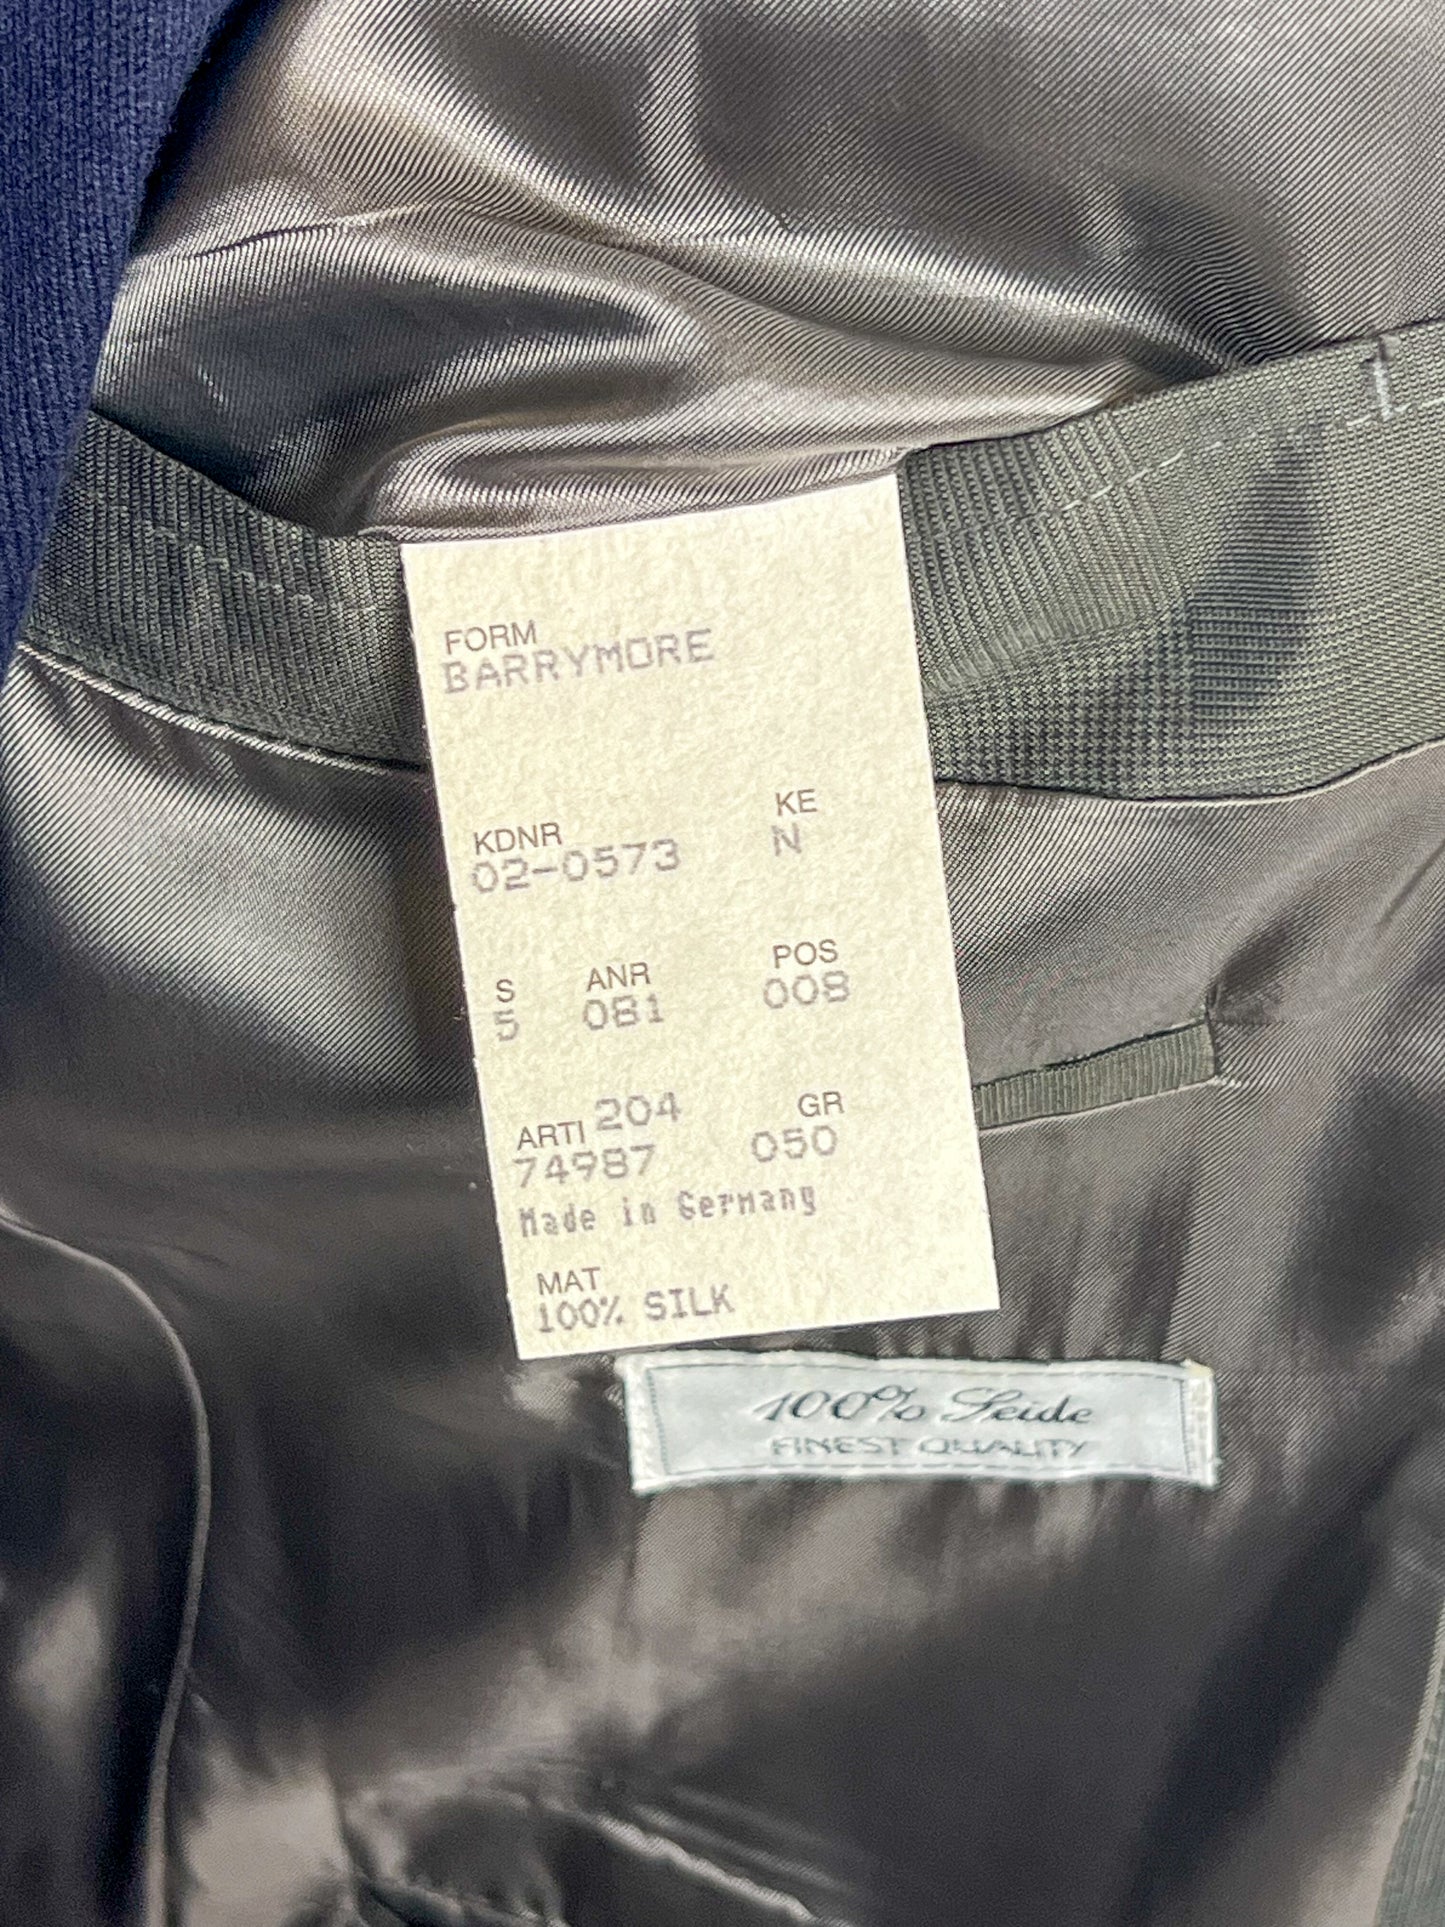 FORM
BARRYMORE
KDNR KE
02-0573 N
S ANR POS
5 081 008
ARTI 204 GR
74987 050
Made in Germany
MAT
100% SILK
100% Seide
FINEST QUALITY